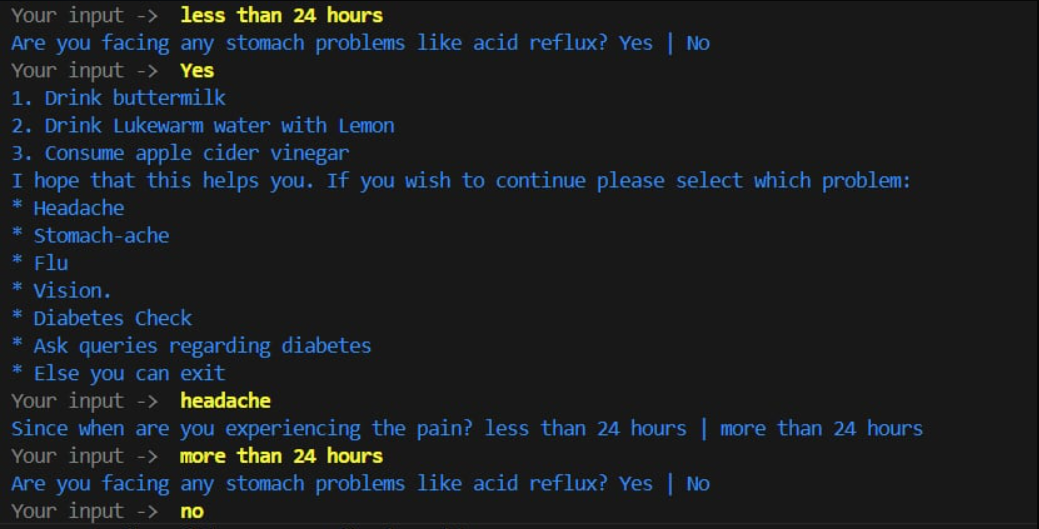 Your input -> less than 24 hours
Are you facing any stomach problems like acid reflux? Yes | No
Your input -> Yes
1. Drink buttermilk
2. Drink Lukewarm water with Lemon
3. Consume apple cider vinegar
I hope that this helps you. If you wish to continue please select which problem:
* Headache
* Stomach-ache
* Flu
* Vision.
* Diabetes Check
* Ask queries regarding diabetes
* Else you can exit
Your input -> headache
Since when are you experiencing the pain? less than 24 hours | more than 24 hours
Your input -> more than 24 hours
Are you facing any stomach problems like acid reflux? Yes | No
Your input -> no